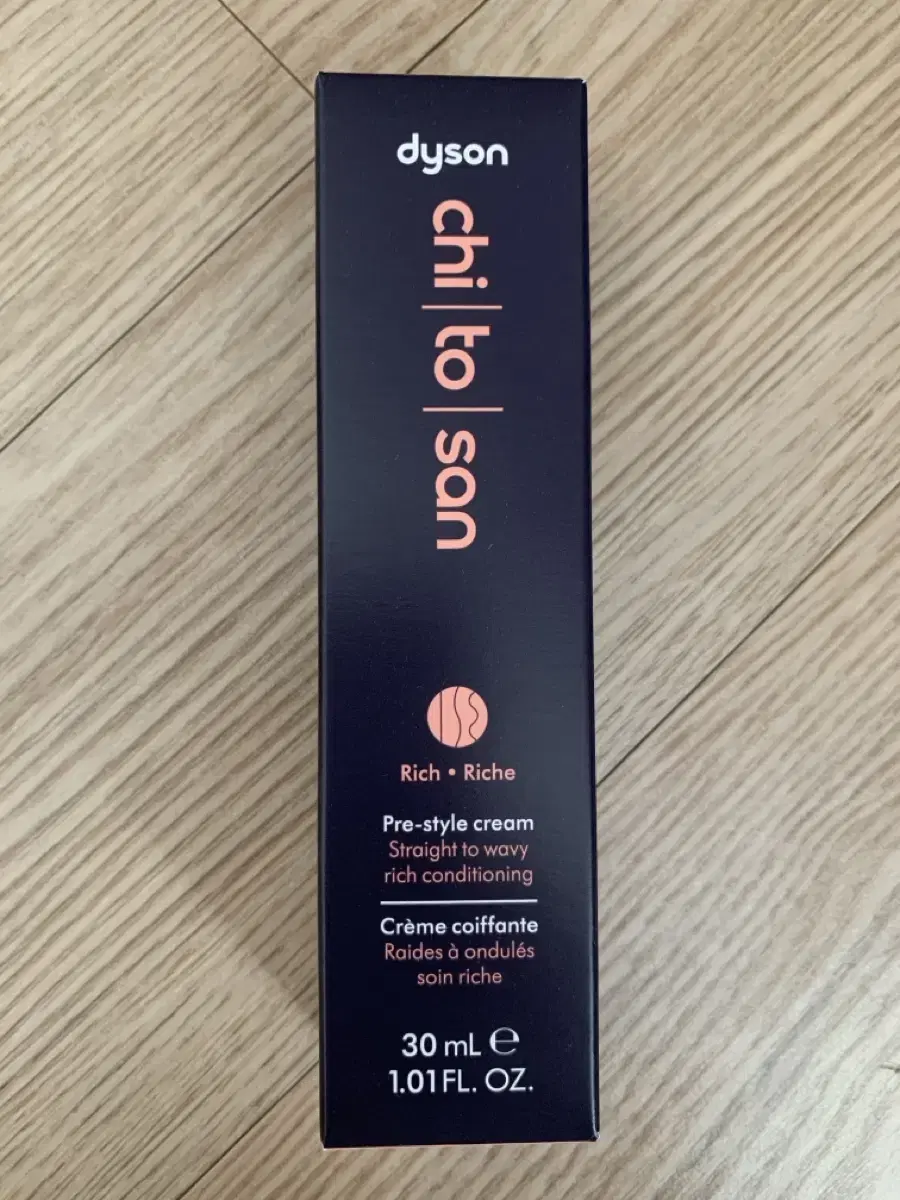 dyson
chi|to|san
Rich • Riche
Pre-style cream
Straight to wavy
rich conditioning
Crème coiffante
Raides à ondulés
soin riche
30 mL ℮
1.01 FL. OZ.